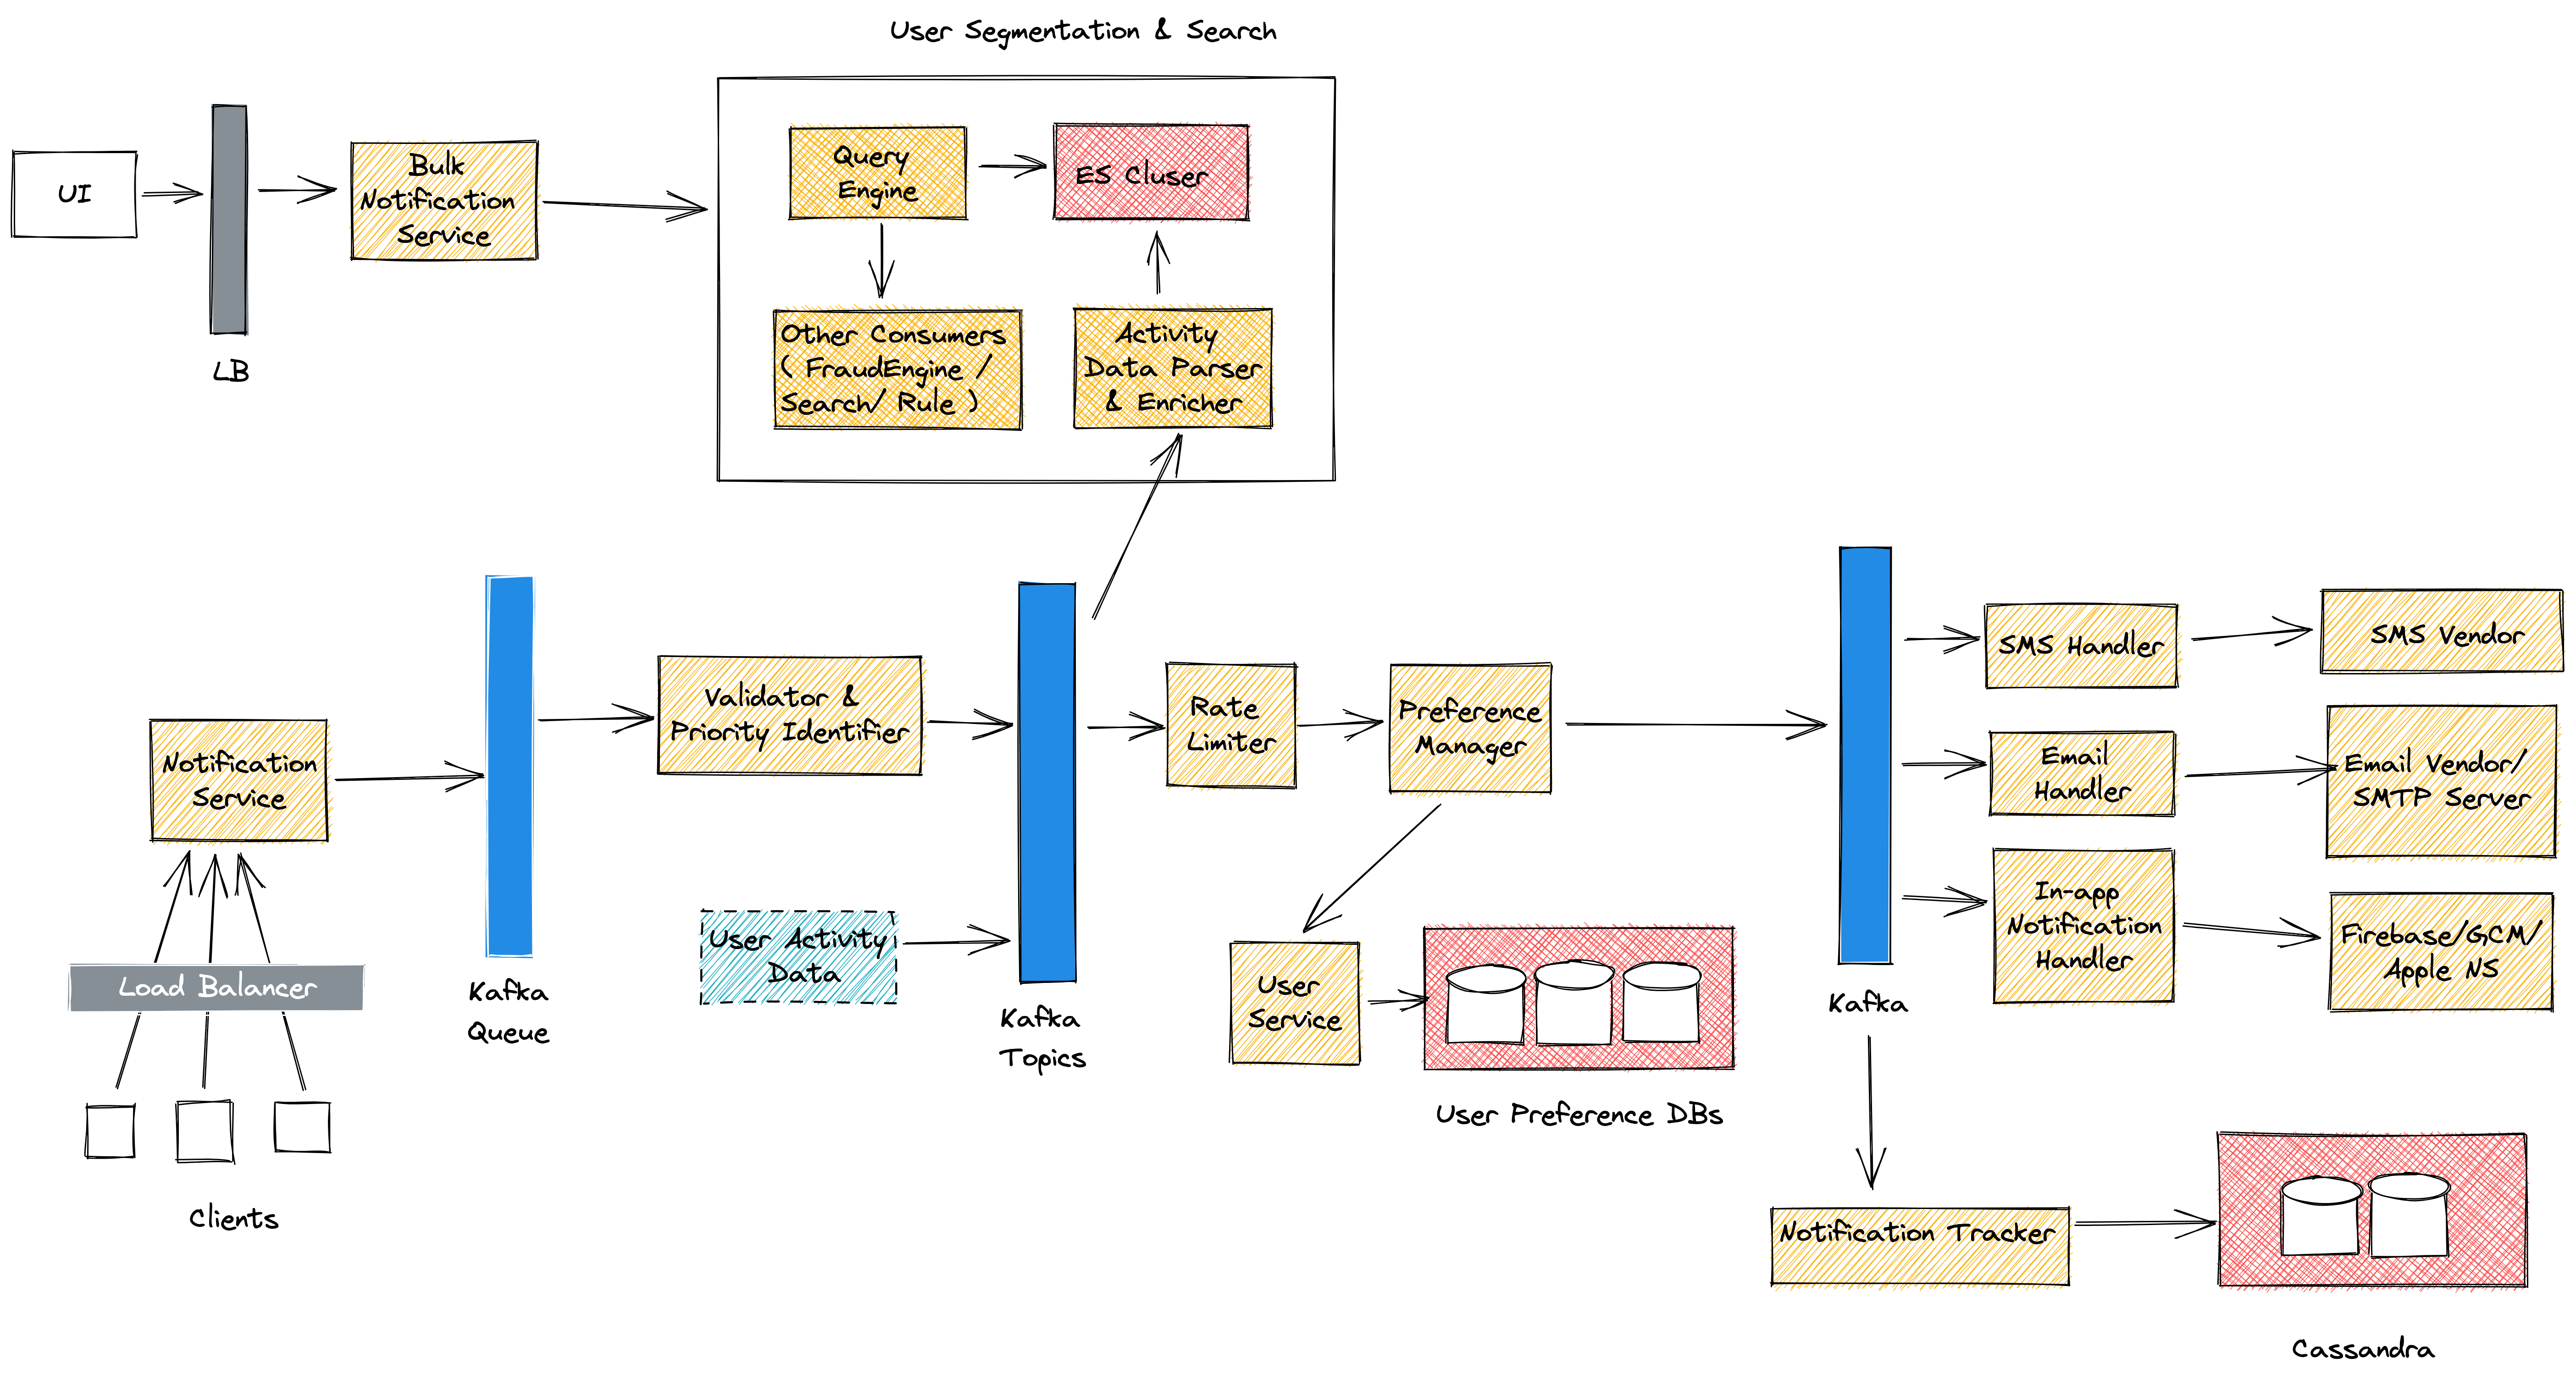 User Segmentation & Search
UI
LB
Bulk
Notification
Service
Query
Engine
ES Cluser
Other Consumers
( FraudEngine /
Search/ Rule )
Activity
Data Parser
& Enricher
Notification
Service
Load Balancer
Clients
Kafka
Queue
Validator &
Priority Identifier
User Activity
Data
Kafka
Topics
Rate
Limiter
Preference
Manager
User
Service
User Preference DBs
Kafka
SMS Handler
SMS Vendor
Email
Handler
Email Vendor/
SMTP Server
In-app
Notification
Handler
Firebase/GCM/
Apple NS
Notification Tracker
Cassandra